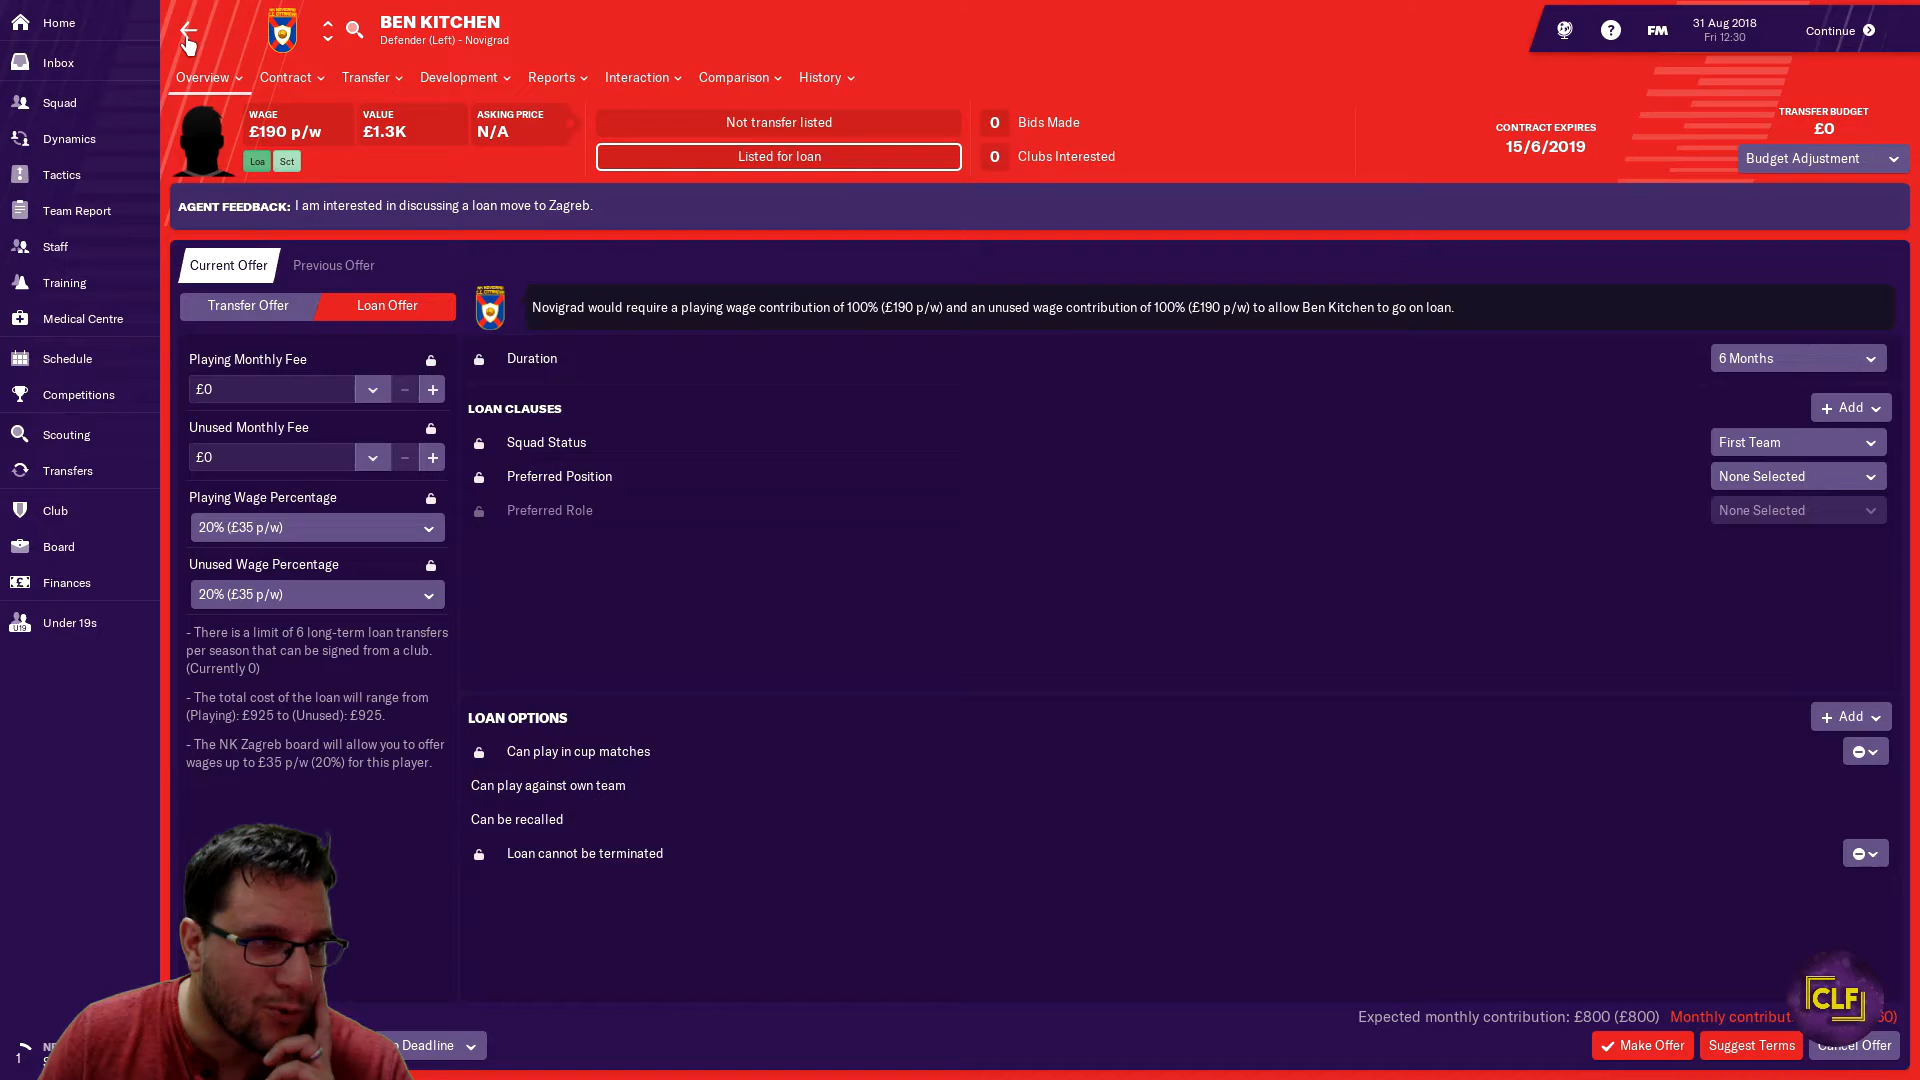 Home
Inbox
Squad
Dynamics
Tactics
Team Report
Staff
Training
Medical Centre
Schedule
Competitions
Scouting
Transfers
Club
Board
Finances
U19
Under 19s
1
BEN KITCHEN
Defender (Left) - Novigrad
FM
31 Aug 2018
Fri 12:30
Continue
Overview
Contract
Transfer
Development
Reports
Interaction
Comparison
History
WAGE
£190 p/w
VALUE
£1.3K
ASKING PRICE
N/A
Loa
Sct
Not transfer listed
Listed for loan
0 Bids Made
0 Clubs Interested
CONTRACT EXPIRES
15/6/2019
TRANSFER BUDGET
£0
Budget Adjustment
AGENT FEEDBACK: I am interested in discussing a loan move to Zagreb.
Current Offer
Previous Offer
Transfer Offer
Loan Offer
Novigrad would require a playing wage contribution of 100% (£190 p/w) and an unused wage contribution of 100% (£190 p/w) to allow Ben Kitchen to go on loan.
Playing Monthly Fee
£0
Unused Monthly Fee
£0
Playing Wage Percentage
20% (£35 p/w)
Unused Wage Percentage
20% (£35 p/w)
- There is a limit of 6 long-term loan transfers
per season that can be signed from a club.
(Currently 0)
- The total cost of the loan will range from
(Playing): £925 to (Unused): £925.
- The NK Zagreb board will allow you to offer
wages up to £35 p/w (20%) for this player.
Duration
6 Months
LOAN CLAUSES
Add
Squad Status
First Team
Preferred Position
None Selected
Preferred Role
None Selected
LOAN OPTIONS
Add
Can play in cup matches
Can play against own team
Can be recalled
Loan cannot be terminated
CLF
Expected monthly contribution: £800 (£800)
Monthly contribut
Deadline
Make Offer
Suggest Terms
Cancel Offer